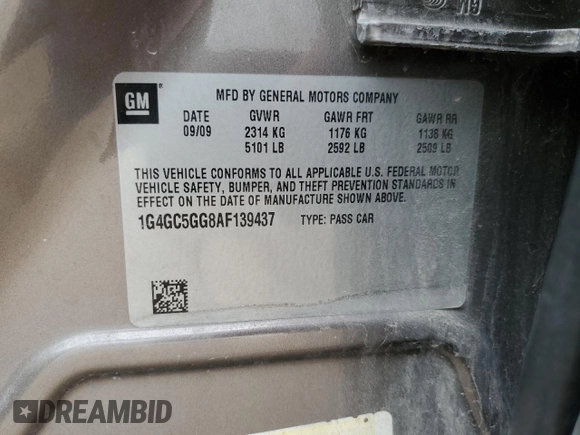 GM
MFD BY GENERAL MOTORS COMPANY
DATE GVWR GAWR FRT GAWR RR
09/09 2314 KG 1176 KG 1138 KG
5101 LB 2592 LB 2509 LB
THIS VEHICLE CONFORMS TO ALL APPLICABLE U.S. FEDERAL MOTOR
VEHICLE SAFETY, BUMPER, AND THEFT PREVENTION STANDARDS IN
EFFECT ON THE DATE OF MANUFACTURE SHOWN ABOVE.
1G4GC5GG8AF139437 TYPE: PASS CAR
DREAMBID